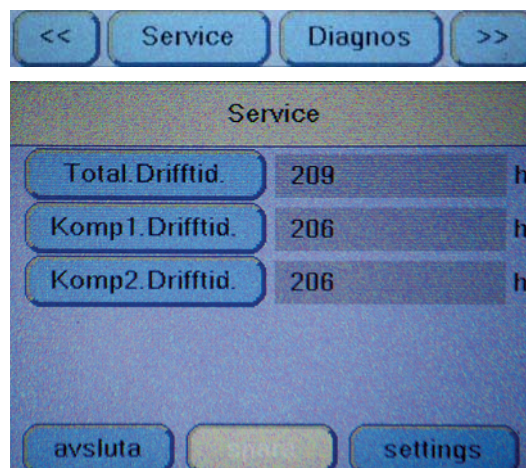 << Service Diagnos >>
Service
Total.Drifftid. 209 h
Komp1.Drifftid. 206 h
Komp2.Drifftid. 206 h
avsluta settings